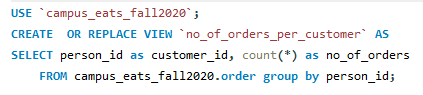 USE `campus_eats_fall2020`;
CREATE  OR REPLACE VIEW `no_of_orders_per_customer` AS
SELECT person_id as customer_id, count(*) as no_of_orders
    FROM campus_eats_fall2020.order group by person_id;